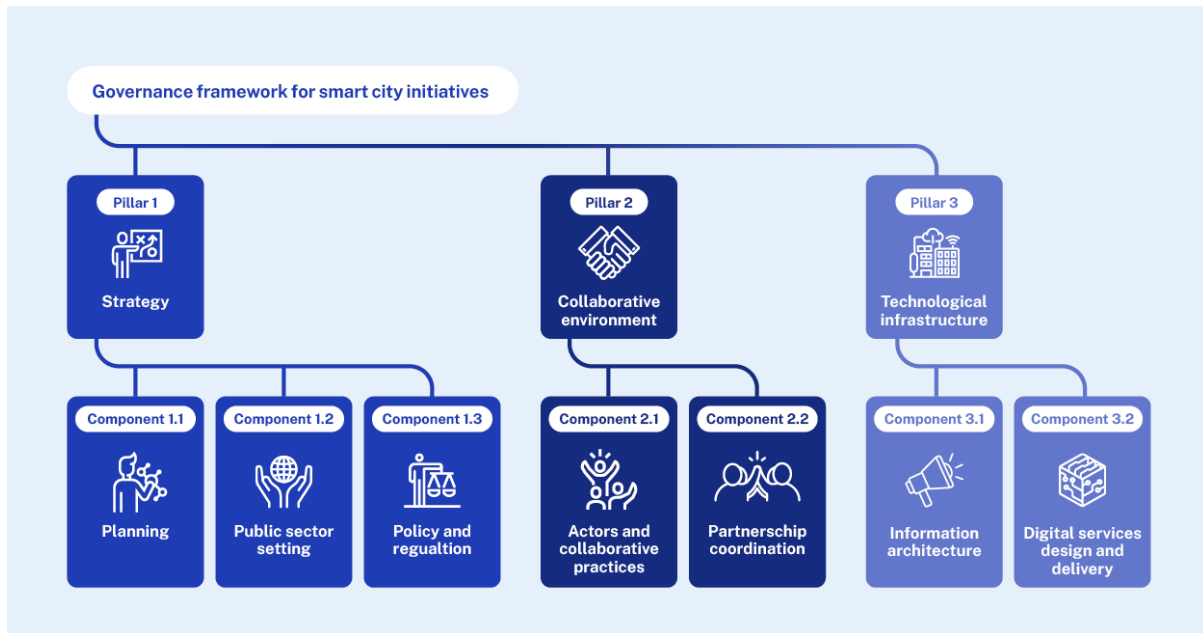 Governance framework for smart city initiatives
Pillar 1
Strategy
Pillar 2
Collaborative
environment
Pillar 3
Technological
infrastructure
Component 1.1
Planning
Component 1.2
Public sector
setting
Component 1.3
Policy and
regualtion
Component 2.1
Actors and
collaborative
practices
Component 2.2
Partnerschip
coordination
Component 3.1
Information
architecture
Component 3.2
Digital services
design and
delivery